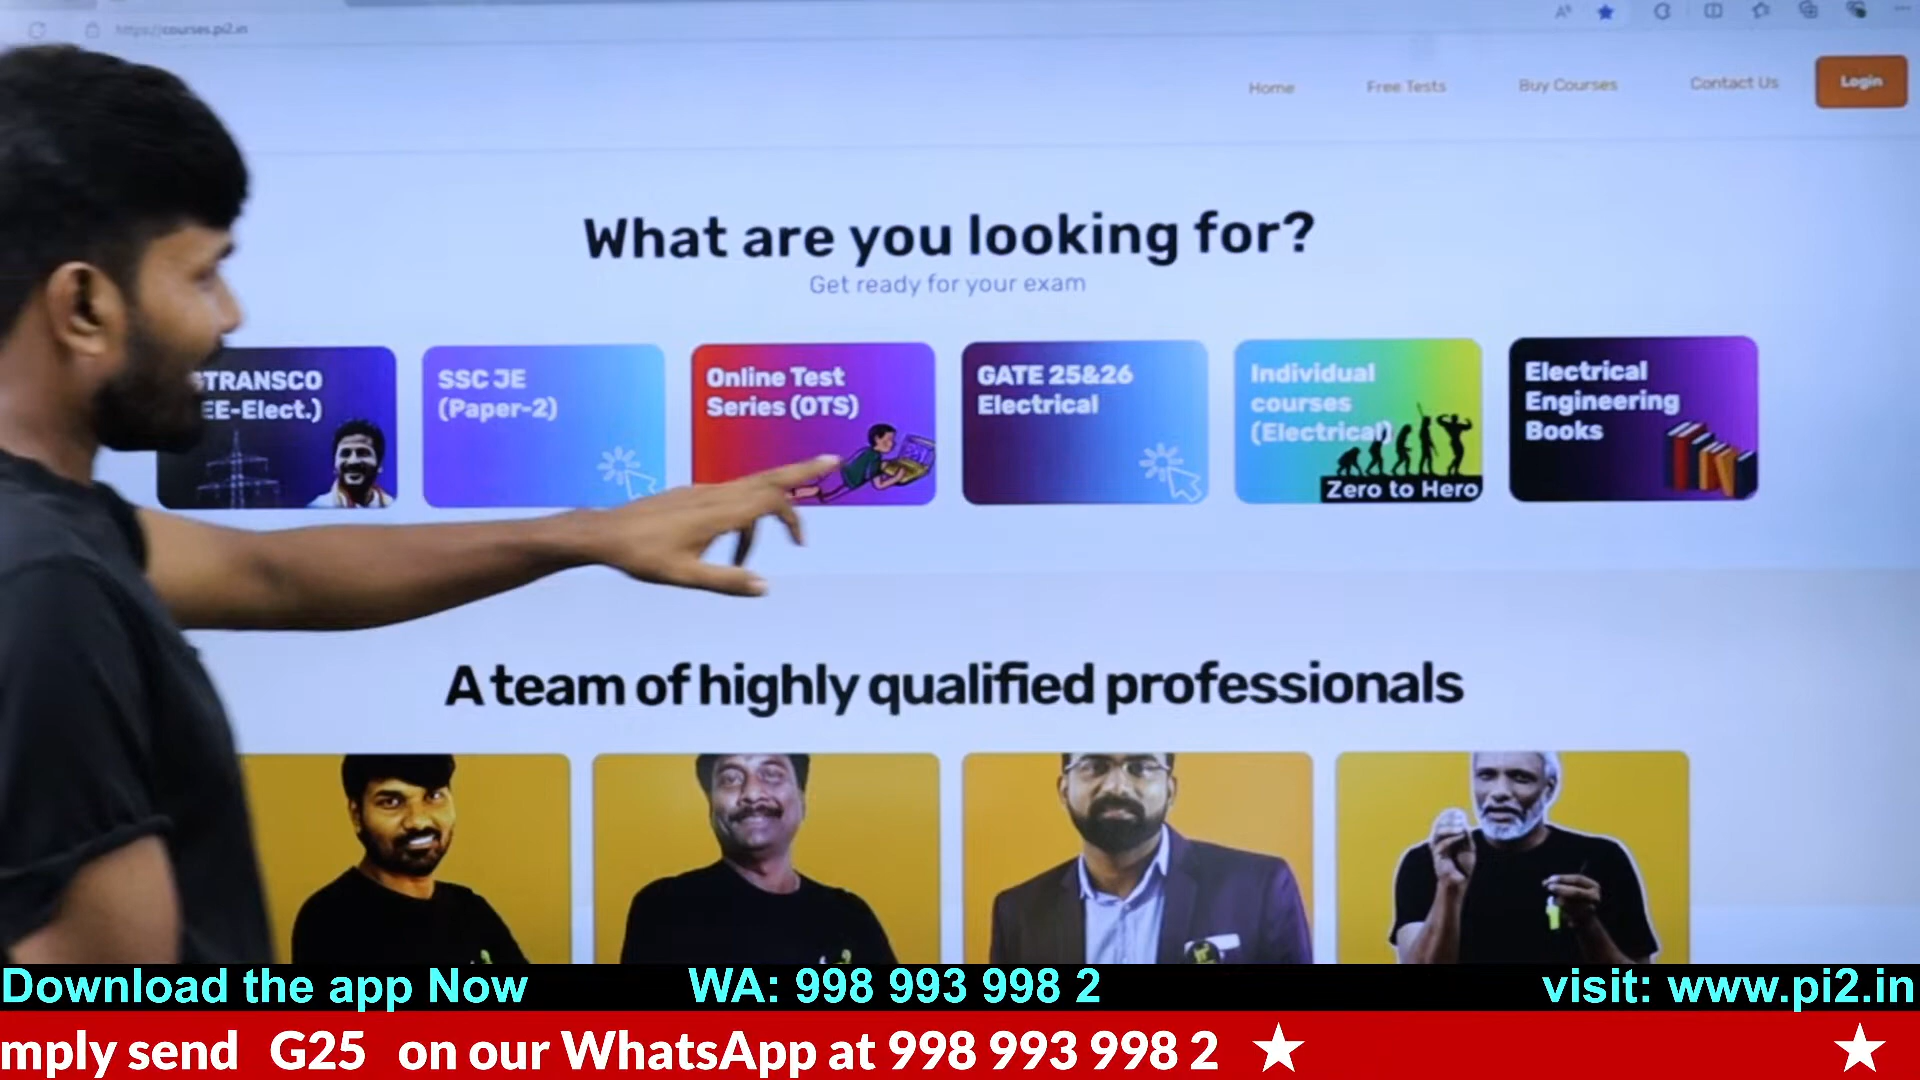 https://courses.pi2.in
Home Free Tests Buy Courses Contact Us Login
What are you looking for?
Get ready for your exam
TRANSCO
EE-Elect.)
SSC JE
(Paper-2)
Online Test
Series (OTS)
GATE 25&26
Electrical
Individual
courses
(Electrical)
Zero to Hero
Electrical
Engineering
Books
A team of highly qualified professionals
Download the app Now WA: 998 993 998 2 visit: www.pi2.in
mply send G25 on our WhatsApp at 998 993 998 2